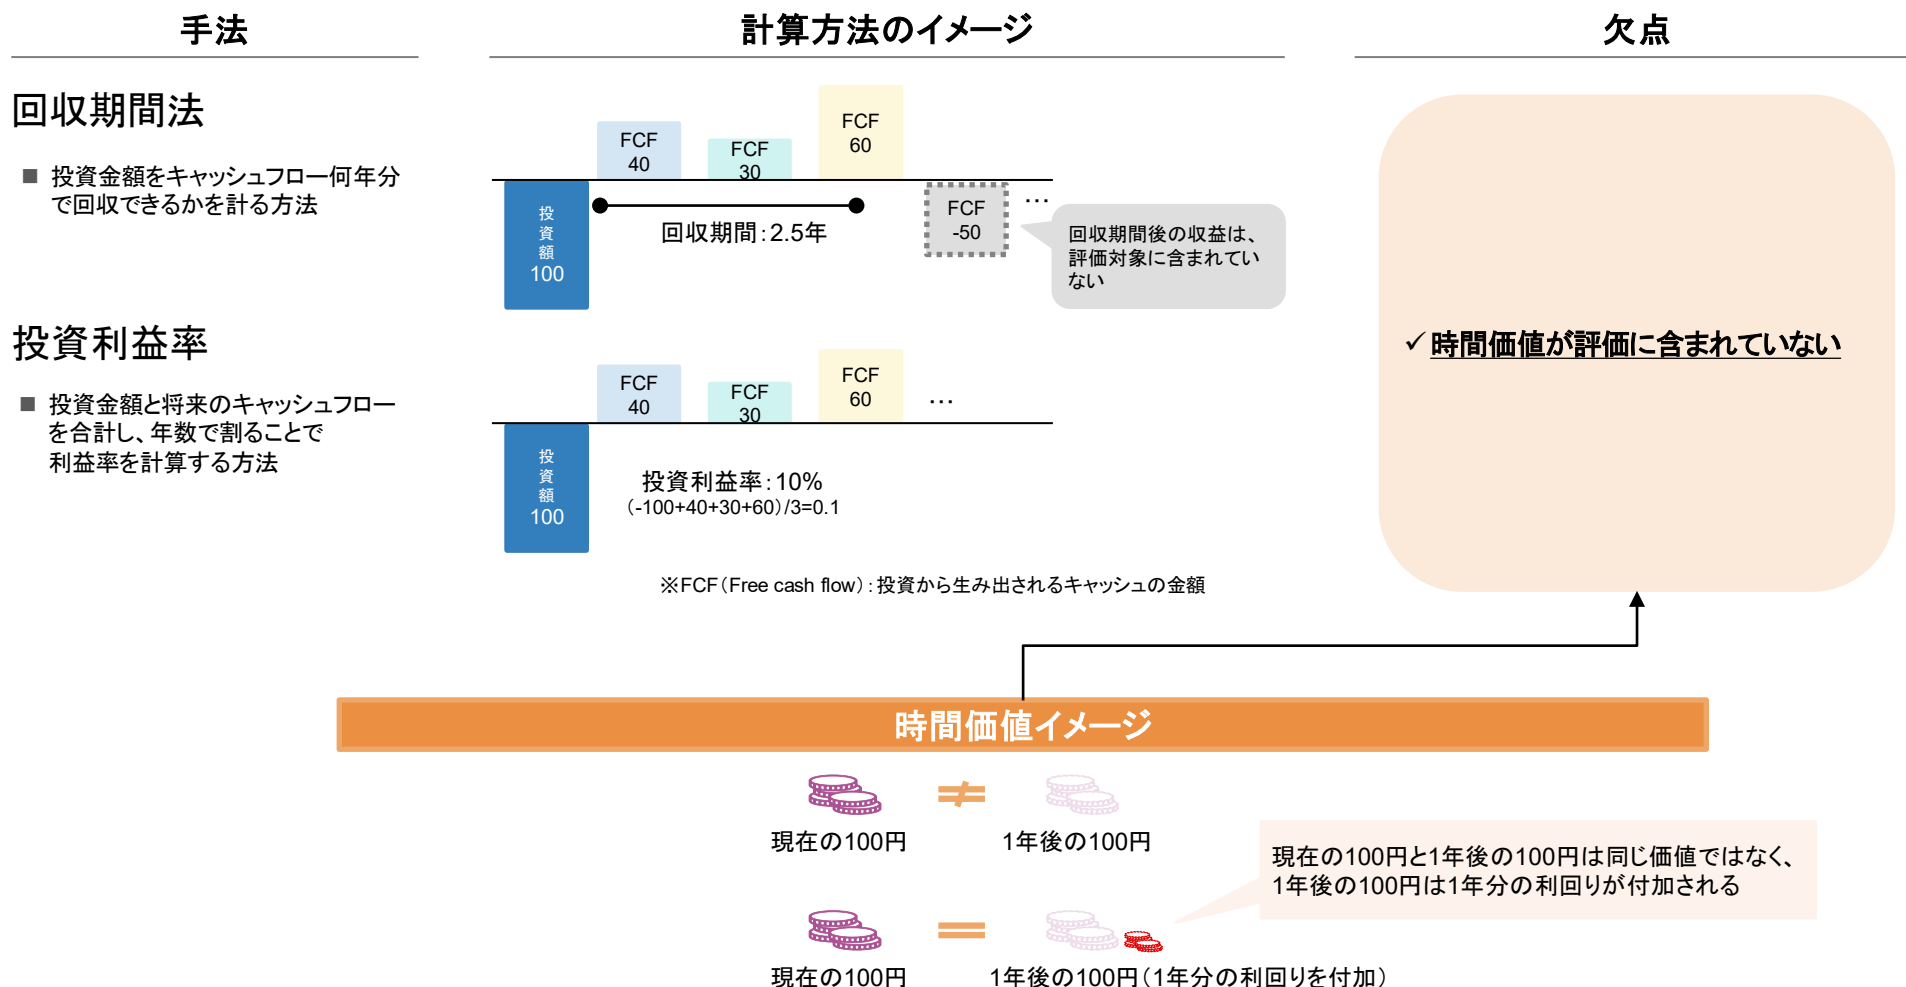 手法
計算方法のイメージ
欠点
回収期間法
■ 投資金額をキャッシュフロー何年分
で回収できるかを計る方法
FCF
40
FCF
30
FCF
60
投
資
額
100
回収期間：2.5年
FCF
-50
…
回収期間後の収益は、
評価対象に含まれてい
ない
投資利益率
■ 投資金額と将来のキャッシュフロー
を合計し、年数で割ることで
利益率を計算する方法
FCF
40
FCF
30
FCF
60
…
投
資
額
100
投資利益率：10%
（-100+40+30+60）/3=0.1
※FCF（Free cash flow）：投資から生み出されるキャッシュの金額
✓ 時間価値が評価に含まれていない
時間価値イメージ
≠
現在の100円
1年後の100円
現在の100円と1年後の100円は同じ価値ではなく、
1年後の100円は1年分の利回りが付加される
=
現在の100円
1年後の100円（1年分の利回りを付加）